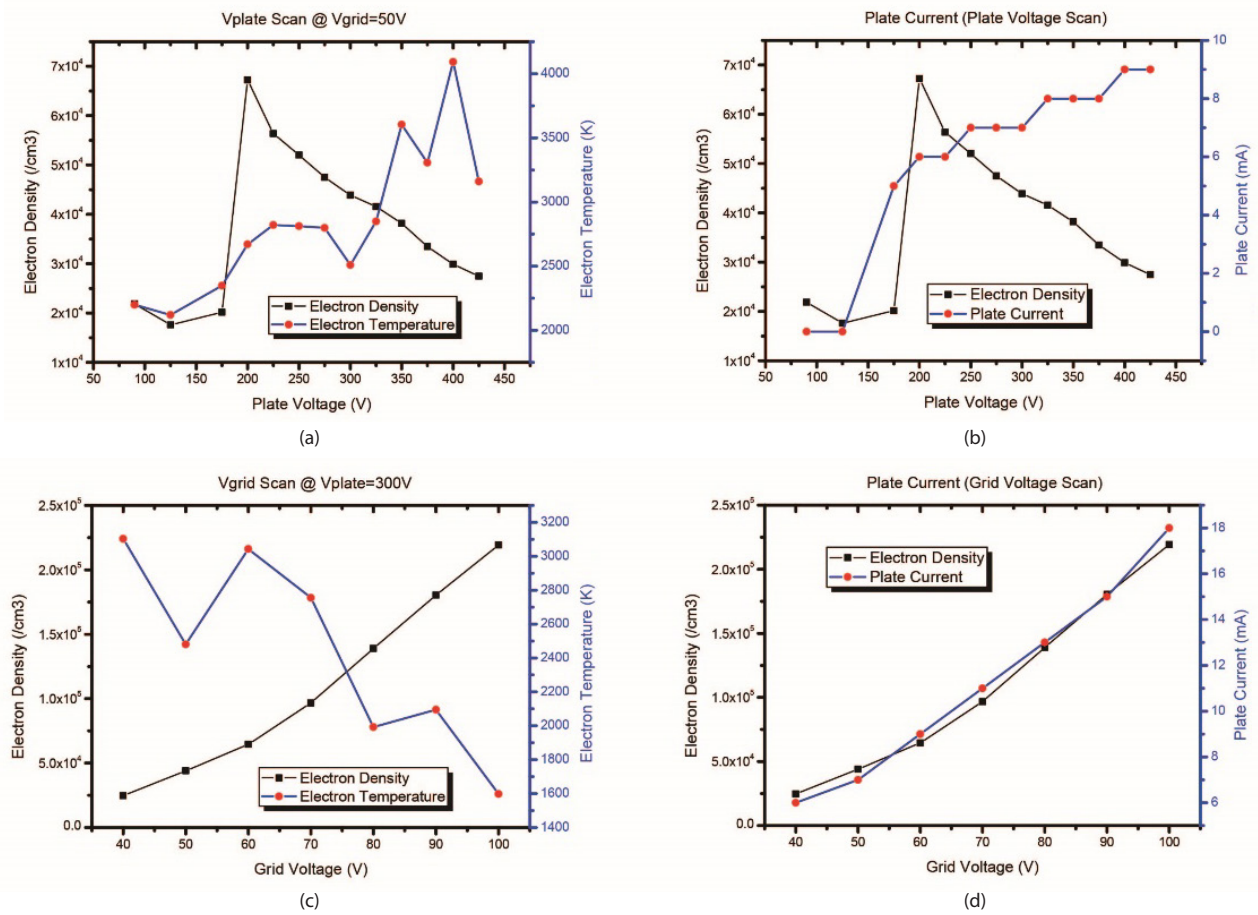 Vplate Scan @ Vgrid=50V
7x10⁴
6x10⁴
5x10⁴
4x10⁴
3x10⁴
2x10⁴
1x10⁴
Electron Density (/cm3)
4000
3500
3000
2500
2000
Electron Temperature (K)
Electron Density
Electron Temperature
50 100 150 200 250 300 350 400 450
Plate Voltage (V)
(a)
Plate Current (Plate Voltage Scan)
7x10⁴
6x10⁴
5x10⁴
4x10⁴
3x10⁴
2x10⁴
1x10⁴
Electron Density (/cm3)
10
8
6
4
2
0
Plate Current (mA)
Electron Density
Plate Current
50 100 150 200 250 300 350 400 450
Plate Voltage (V)
(b)
Vgrid Scan @ Vplate=300V
2.5x10⁵
2.0x10⁵
1.5x10⁵
1.0x10⁵
5.0x10⁴
0.0
Electron Density (/cm3)
3200
3000
2800
2600
2400
2200
2000
1800
1600
1400
Electron Temperature (K)
Electron Density
Electron Temperature
40 50 60 70 80 90 100
Grid Voltage (V)
(c)
Plate Current (Grid Voltage Scan)
2.5x10⁵
2.0x10⁵
1.5x10⁵
1.0x10⁵
5.0x10⁴
0.0
Electron Density (/cm3)
18
16
14
12
10
8
6
Plate Current (mA)
Electron Density
Plate Current
40 50 60 70 80 90 100
Grid Voltage (V)
(d)